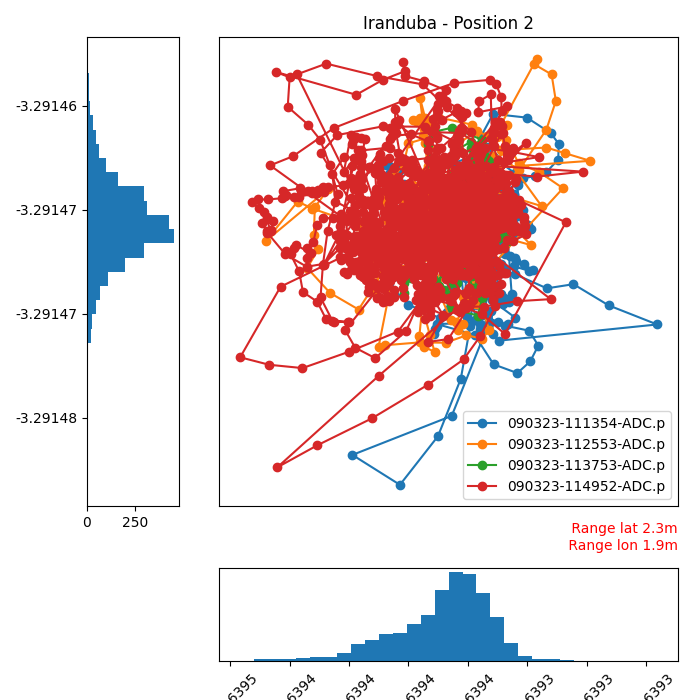 Iranduba - Position 2
-3.29146
-3.29147
-3.29147
-3.29148
0 250
090323-111354-ADC.p
090323-112553-ADC.p
090323-113753-ADC.p
090323-114952-ADC.p
Range lat 2.3m
Range lon 1.9m
6395 6394 6394 6394 6394 6393 6393 6393